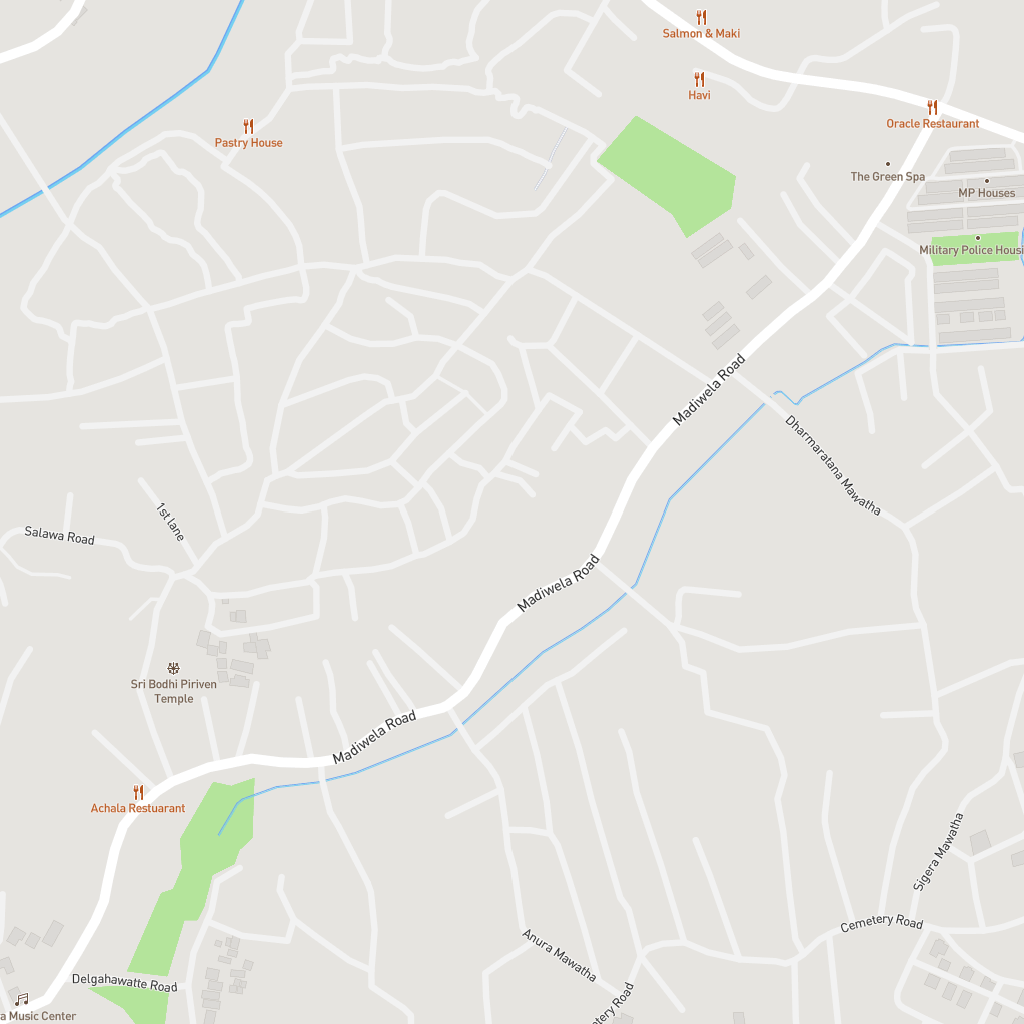 Salmon & Maki
Havi
Oracle Restaurant
Pastry House
The Green Spa
MP Houses
Military Police Housi
Madiwela Road
Dharmaratana Mawatha
1st lane
Salawa Road
Madiwela Road
Sri Bodhi Piriven
Temple
Madiwela Road
Achala Restuarant
Sigera Mawatha
Cemetery Road
Anura Mawatha
Delgahawatte Road
etery Road
a Music Center